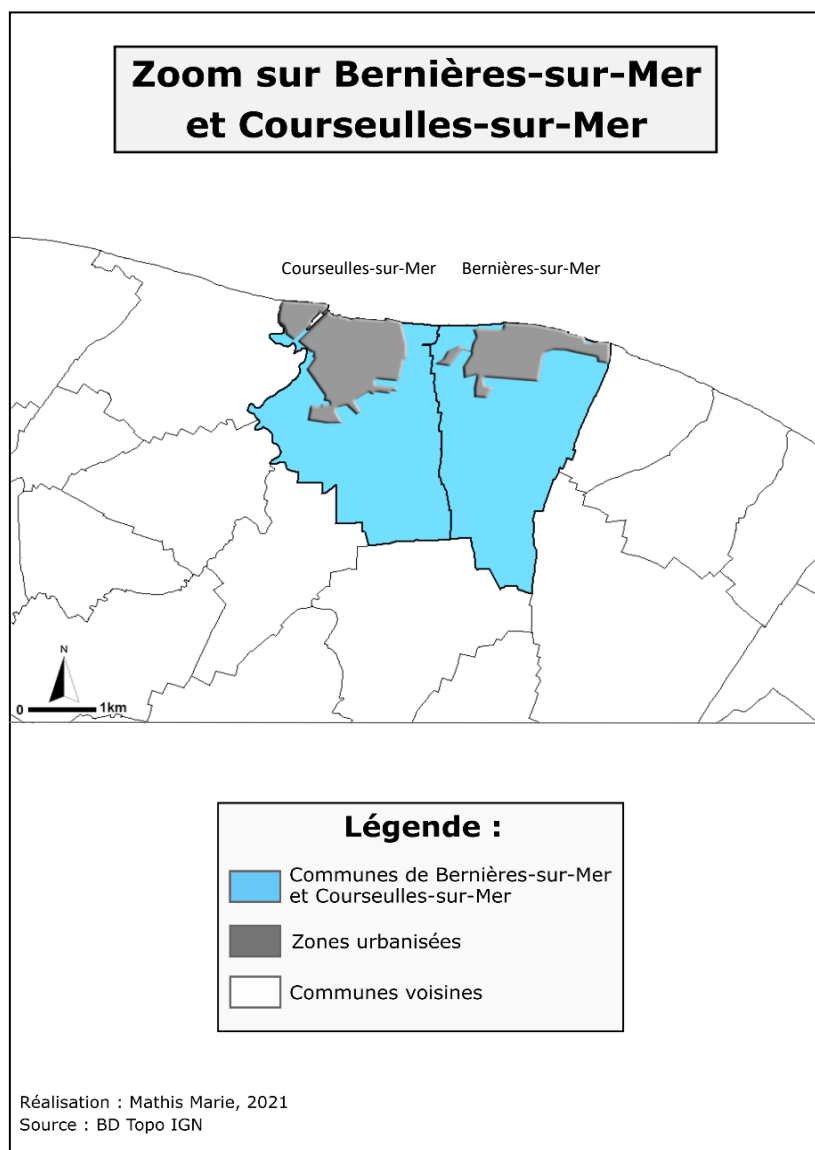 Zoom sur Bernières-sur-Mer
et Courseulles-sur-Mer
Courseulles-sur-Mer
Bernières-sur-Mer
N
0
1km
Légende :
Communes de Bernières-sur-Mer
et Courseulles-sur-Mer
Zones urbanisées
Communes voisines
Réalisation : Mathis Marie, 2021
Source : BD Topo IGN